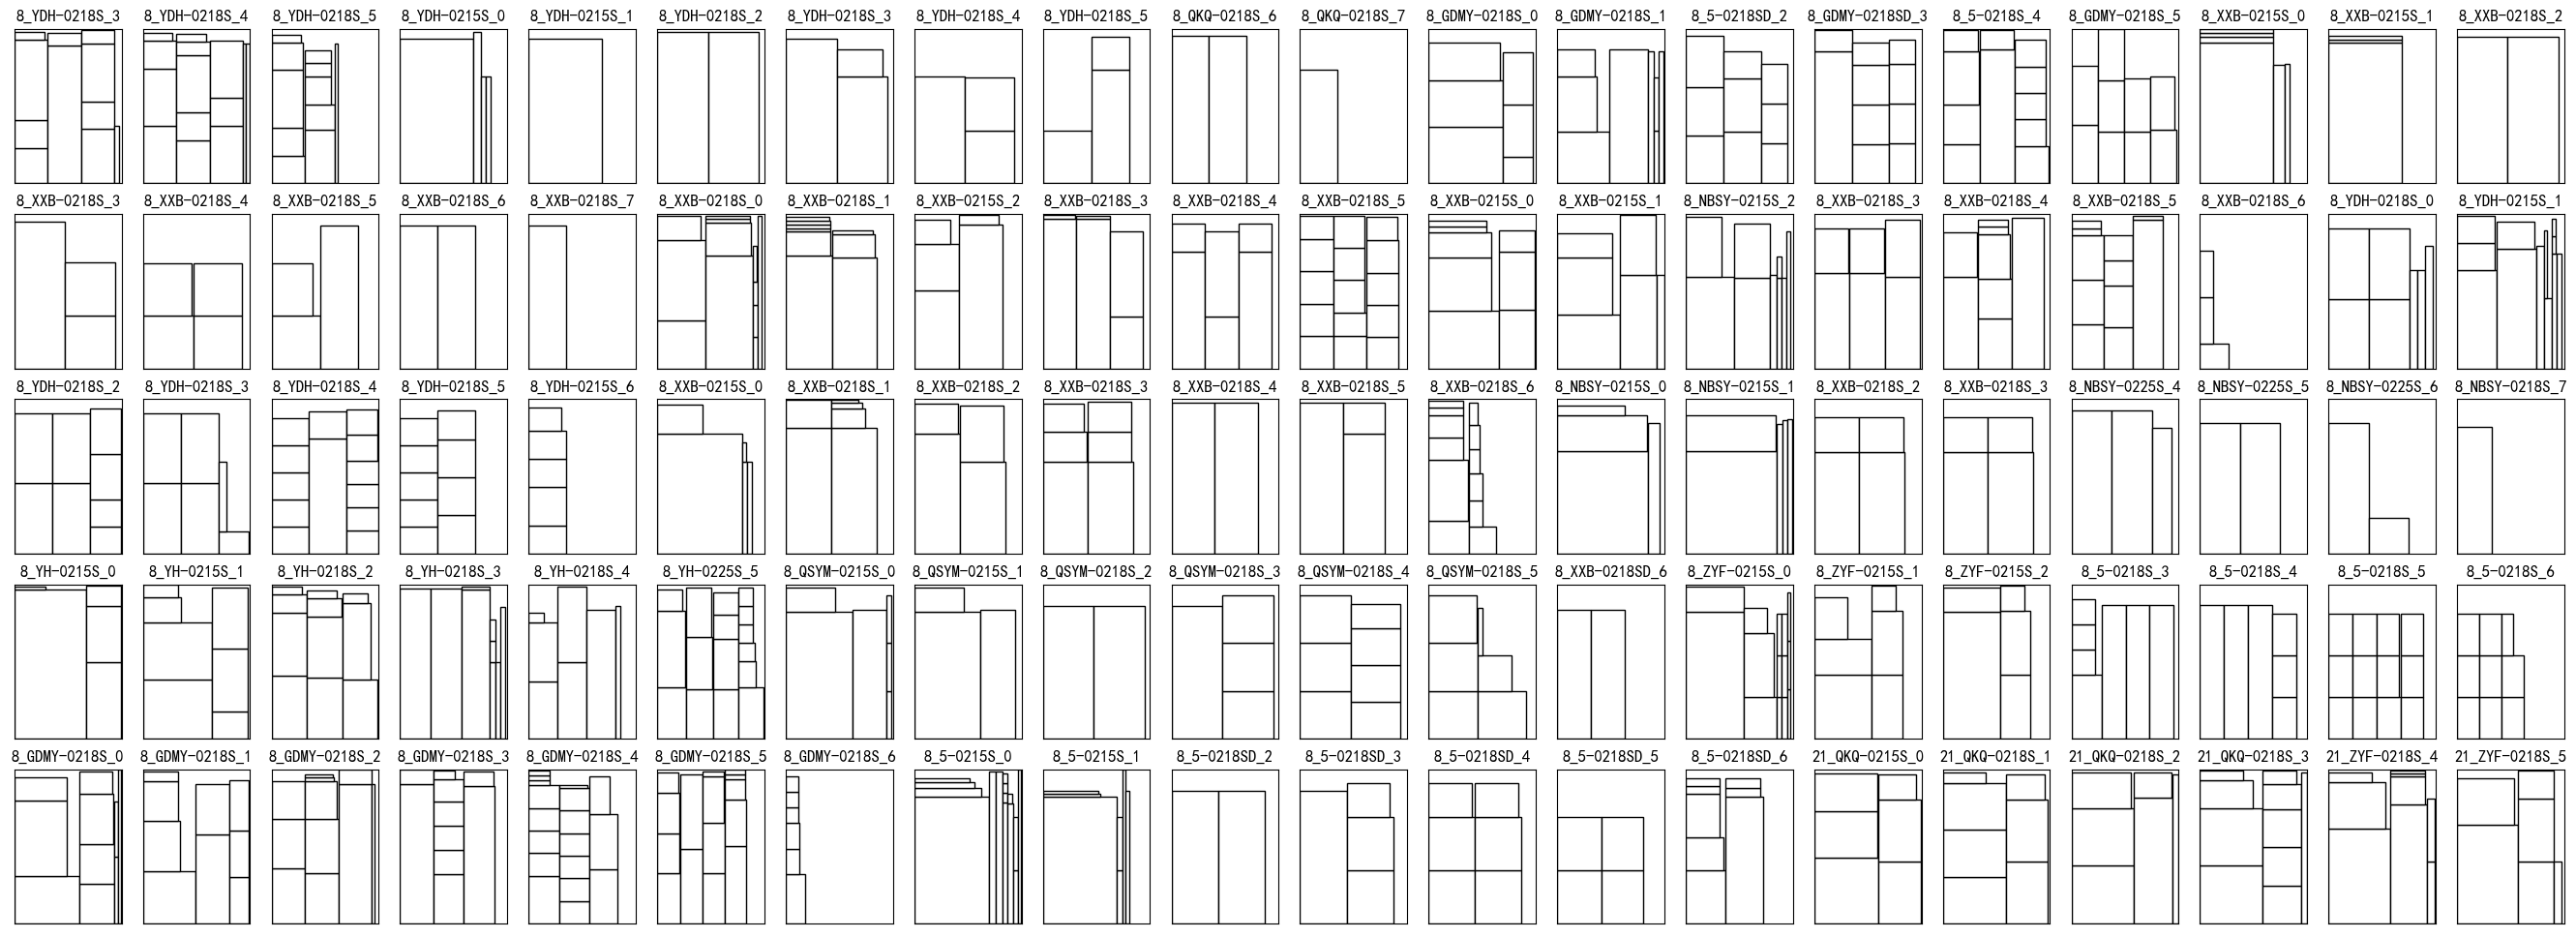 8_YDH-0218S_3 8_YDH-0218S_4 8_YDH-0218S_5 8_YDH-0215S_0 8_YDH-0215S_1 8_YDH-0218S_2 8_YDH-0218S_3 8_YDH-0218S_4 8_YDH-0218S_5 8_QKQ-0218S_6 8_QKQ-0218S_7 8_GDMY-0218S_0 8_GDMY-0218S_1 8_5-0218SD_2 8_GDMY-0218SD_3 8_5-0218S_4 8_GDMY-0218S_5 8_XXB-0215S_0 8_XXB-0215S_1 8_XXB-0218S_2
8_XXB-0218S_3 8_XXB-0218S_4 8_XXB-0218S_5 8_XXB-0218S_6 8_XXB-0218S_7 8_XXB-0218S_0 8_XXB-0218S_1 8_XXB-0215S_2 8_XXB-0218S_3 8_XXB-0218S_4 8_XXB-0218S_5 8_XXB-0215S_0 8_XXB-0215S_1 8_NBSY-0215S_2 8_XXB-0218S_3 8_XXB-0218S_4 8_XXB-0218S_5 8_XXB-0218S_6 8_YDH-0218S_0 8_YDH-0215S_1
8_YDH-0218S_2 8_YDH-0218S_3 8_YDH-0218S_4 8_YDH-0218S_5 8_YDH-0215S_6 8_XXB-0215S_0 8_XXB-0218S_1 8_XXB-0218S_2 8_XXB-0218S_3 8_XXB-0218S_4 8_XXB-0218S_5 8_XXB-0218S_6 8_NBSY-0215S_0 8_NBSY-0215S_1 8_XXB-0218S_2 8_XXB-0218S_3 8_NBSY-0225S_4 8_NBSY-0225S_5 8_NBSY-0225S_6 8_NBSY-0218S_7
8_YH-0215S_0 8_YH-0215S_1 8_YH-0218S_2 8_YH-0218S_3 8_YH-0218S_4 8_YH-0225S_5 8_QSYM-0215S_0 8_QSYM-0215S_1 8_QSYM-0218S_2 8_QSYM-0218S_3 8_QSYM-0218S_4 8_QSYM-0218S_5 8_XXB-0218SD_6 8_ZYF-0215S_0 8_ZYF-0215S_1 8_ZYF-0215S_2 8_5-0218S_3 8_5-0218S_4 8_5-0218S_5 8_5-0218S_6
8_GDMY-0218S_0 8_GDMY-0218S_1 8_GDMY-0218S_2 8_GDMY-0218S_3 8_GDMY-0218S_4 8_GDMY-0218S_5 8_GDMY-0218S_6 8_5-0215S_0 8_5-0215S_1 8_5-0218SD_2 8_5-0218SD_3 8_5-0218SD_4 8_5-0218SD_5 8_5-0218SD_6 21_QKQ-0215S_0 21_QKQ-0218S_1 21_QKQ-0218S_2 21_QKQ-0218S_3 21_ZYF-0218S_4 21_ZYF-0218S_5